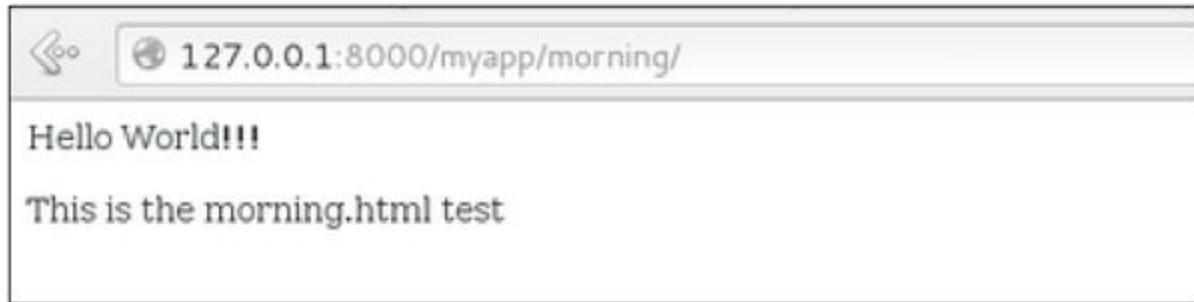 127.0.0.1:8000/myapp/morning/
Hello World!!!
This is the morning.html test